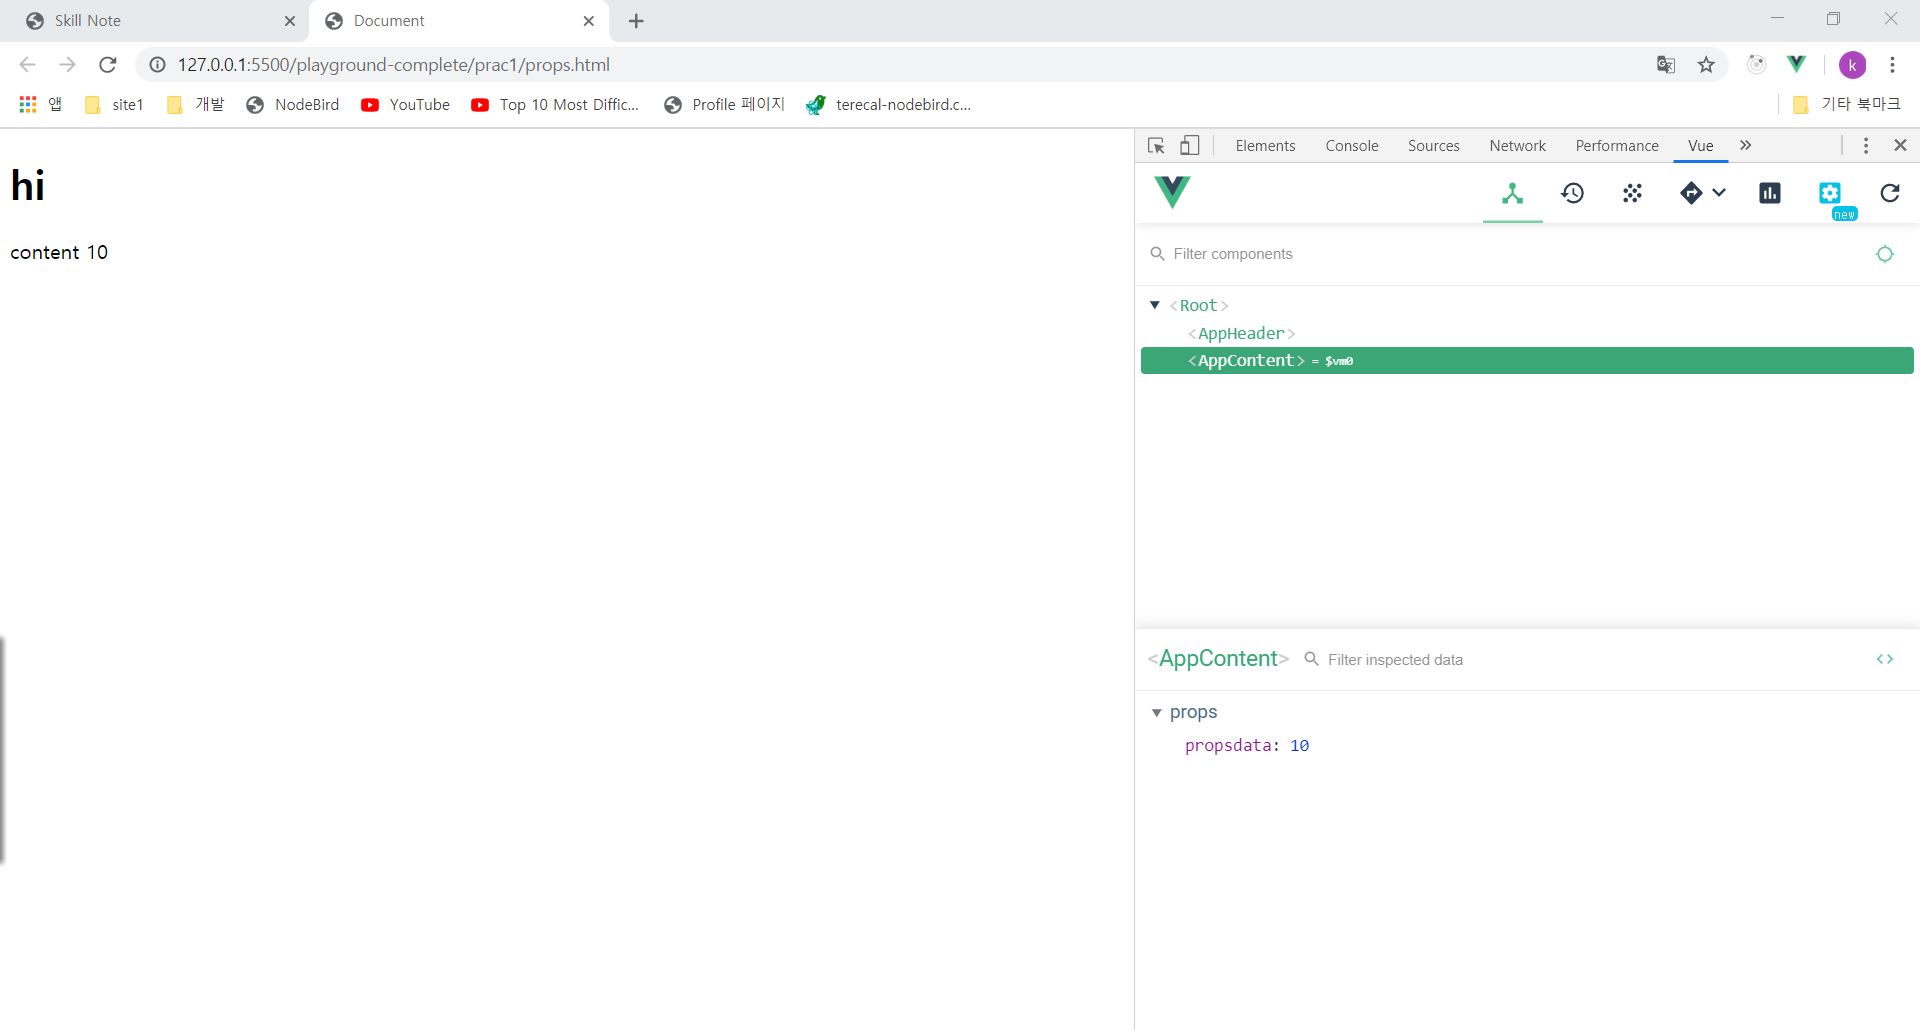 Skill Note
Document
127.0.0.1:5500/playground-complete/prac1/props.html
k
앱
site1
개발
NodeBird
YouTube
Top 10 Most Diffic...
Profile 페이지
terecal-nodebird.c...
기타 북마크
hi
content 10
Elements Console Sources Network Performance Vue »
new
Filter components
<Root>
<AppHeader>
<AppContent> = $vm0
<AppContent> Filter inspected data
props
propsdata: 10